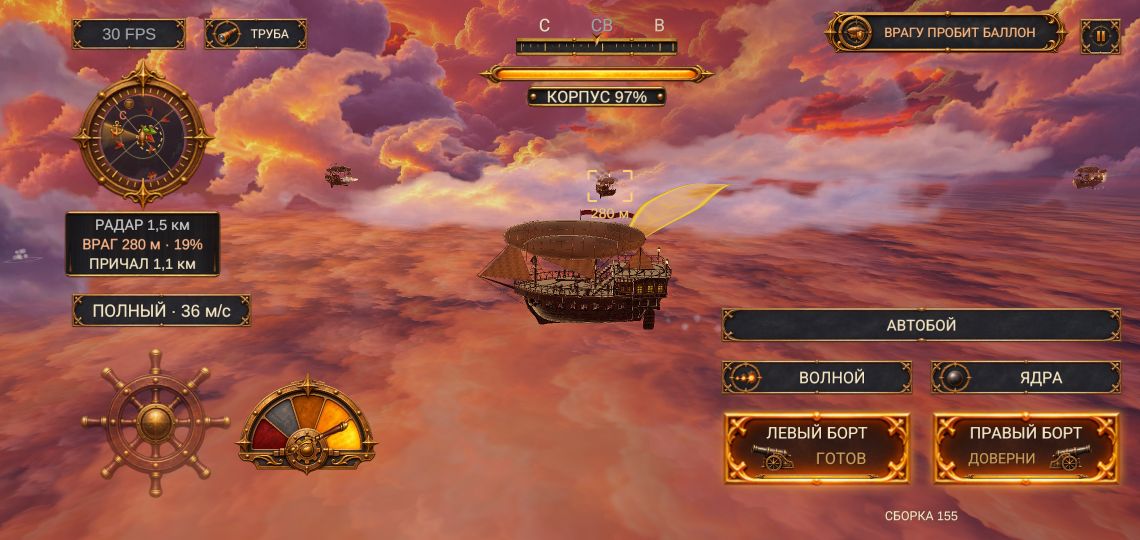 30 FPS
ТРУБА
С СВ В
КОРПУС 97%
ВРАГУ ПРОБИТ БАЛЛОН
С
280 м
РАДАР 1,5 км
ВРАГ 280 м · 19%
ПРИЧАЛ 1,1 км
ПОЛНЫЙ · 36 м/с
АВТОБОЙ
ВОЛНОЙ
ЯДРА
ЛЕВЫЙ БОРТ
ГОТОВ
ПРАВЫЙ БОРТ
ДОВЕРНИ
СБОРКА 155